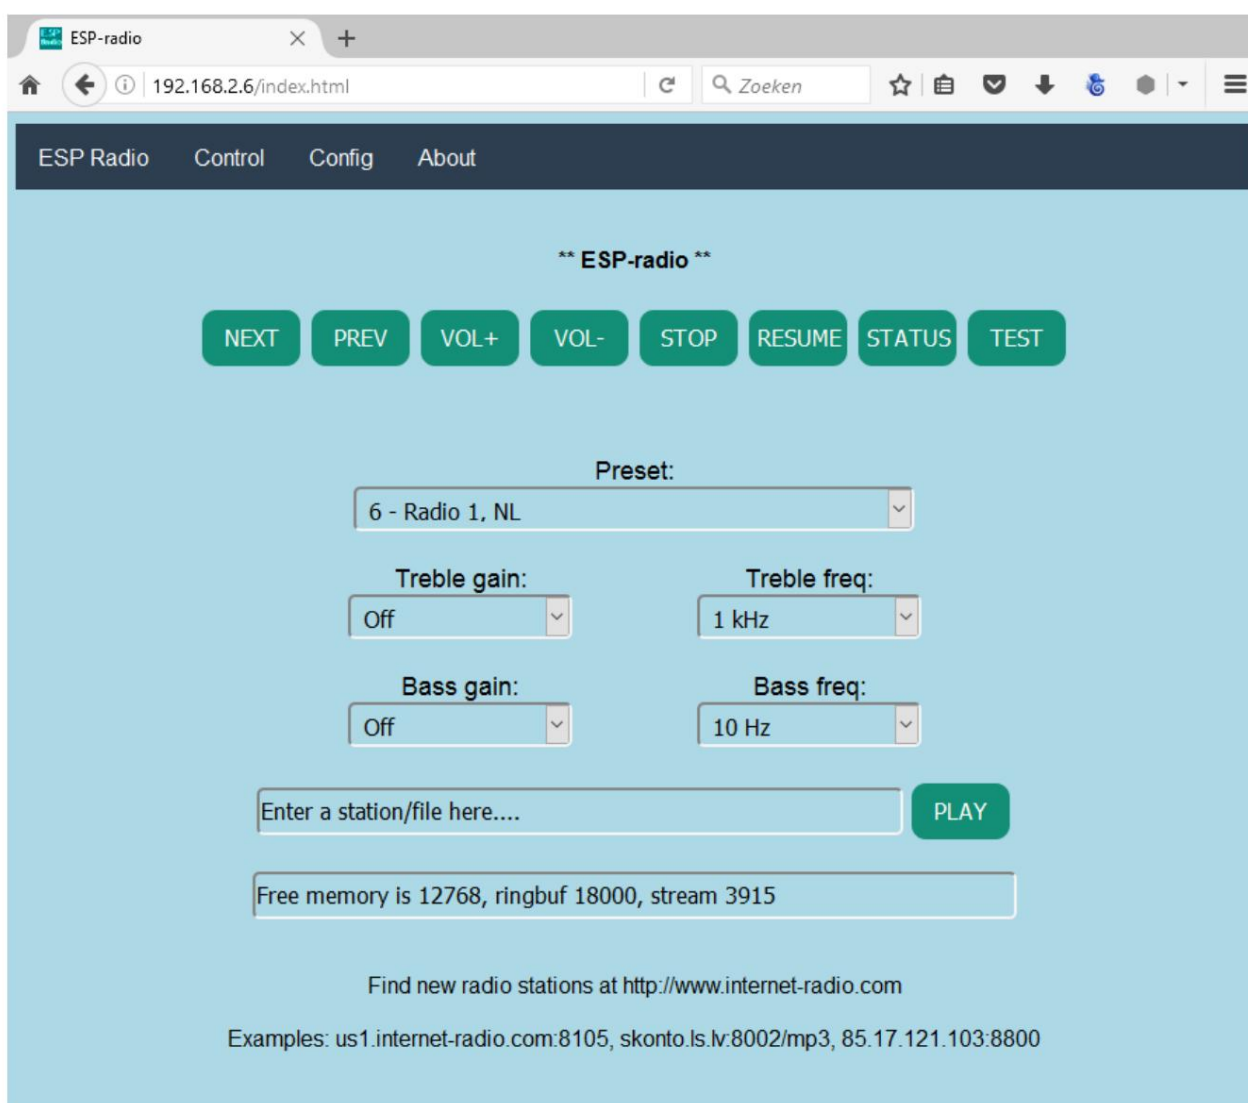 ESP-radio
192.168.2.6/index.html
Zoeken
ESP Radio Control Config About
** ESP-radio **
NEXT PREV VOL+ VOL- STOP RESUME STATUS TEST
Preset:
6 - Radio 1, NL
Treble gain: Treble freq:
Off 1 kHz
Bass gain: Bass freq:
Off 10 Hz
Enter a station/file here.... PLAY
Free memory is 12768, ringbuf 18000, stream 3915
Find new radio stations at http://www.internet-radio.com
Examples: us1.internet-radio.com:8105, skonto.ls.lv:8002/mp3, 85.17.121.103:8800